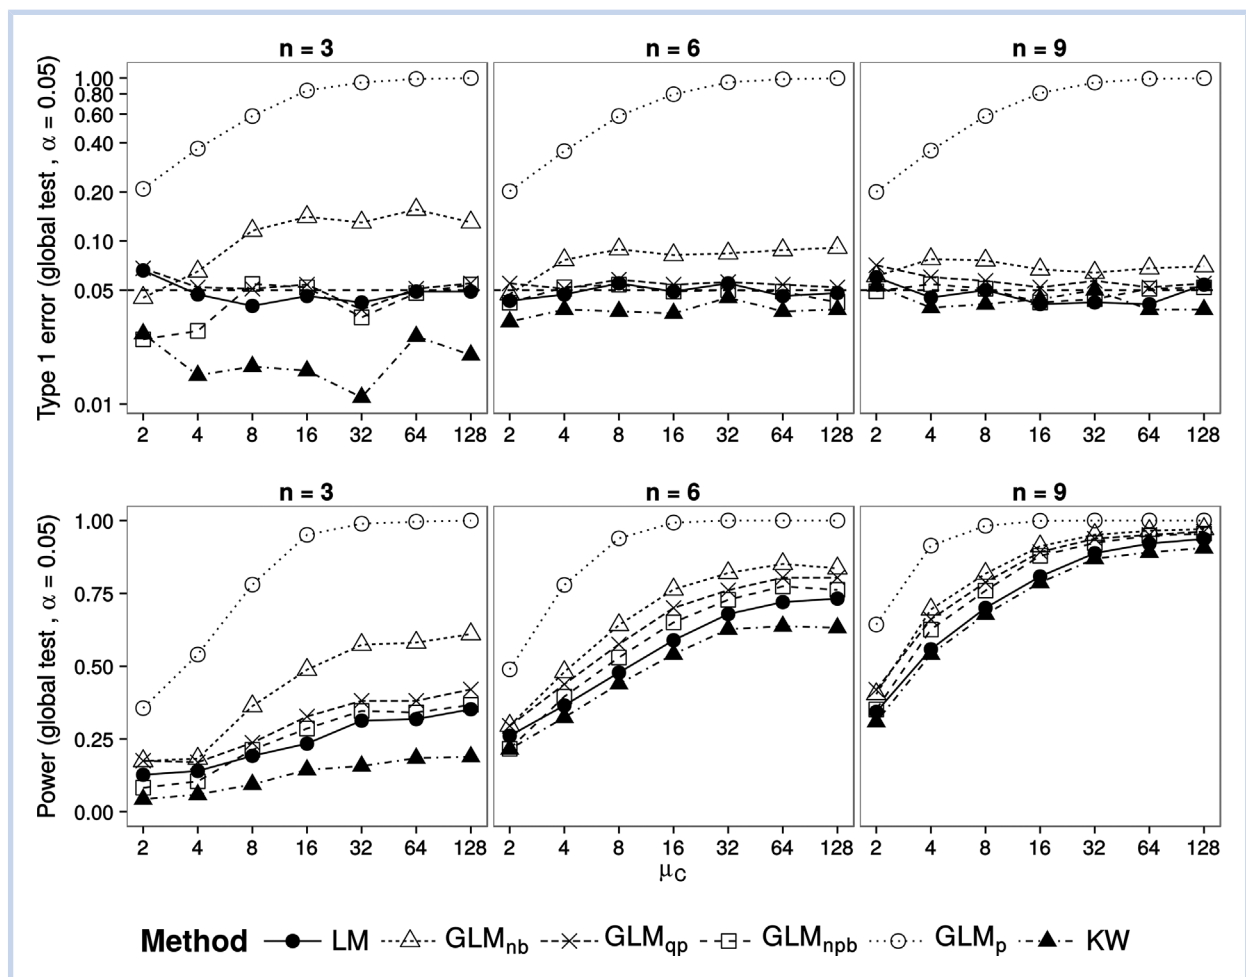 n = 3
n = 6
n = 9
Type 1 error (global test , α = 0.05)
1.00
0.80
0.60
0.40
0.20
0.10
0.05
0.01
2 4 8 16 32 64 128
2 4 8 16 32 64 128
2 4 8 16 32 64 128
n = 3
n = 6
n = 9
Power (global test , α = 0.05)
1.00
0.75
0.50
0.25
0.00
2 4 8 16 32 64 128
2 4 8 16 32 64 128
2 4 8 16 32 64 128
μC
Method LM GLMnb GLMqp GLMnpb GLMp KW